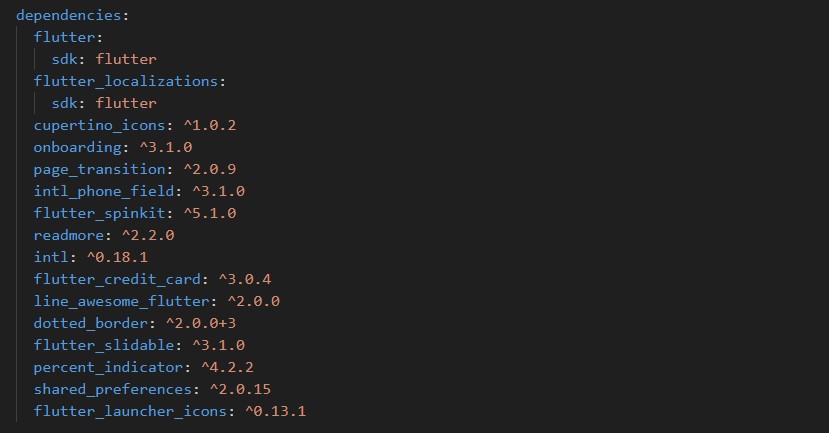 dependencies:
flutter:
sdk: flutter
flutter_localizations:
sdk: flutter
cupertino_icons: ^1.0.2
onboarding: ^3.1.0
page_transition: ^2.0.9
intl_phone_field: ^3.1.0
flutter_spinkit: ^5.1.0
readmore: ^2.2.0
intl: ^0.18.1
flutter_credit_card: ^3.0.4
line_awesome_flutter: ^2.0.0
dotted_border: ^2.0.0+3
flutter_slidable: ^3.1.0
percent_indicator: ^4.2.2
shared_preferences: ^2.0.15
flutter_launcher_icons: ^0.13.1